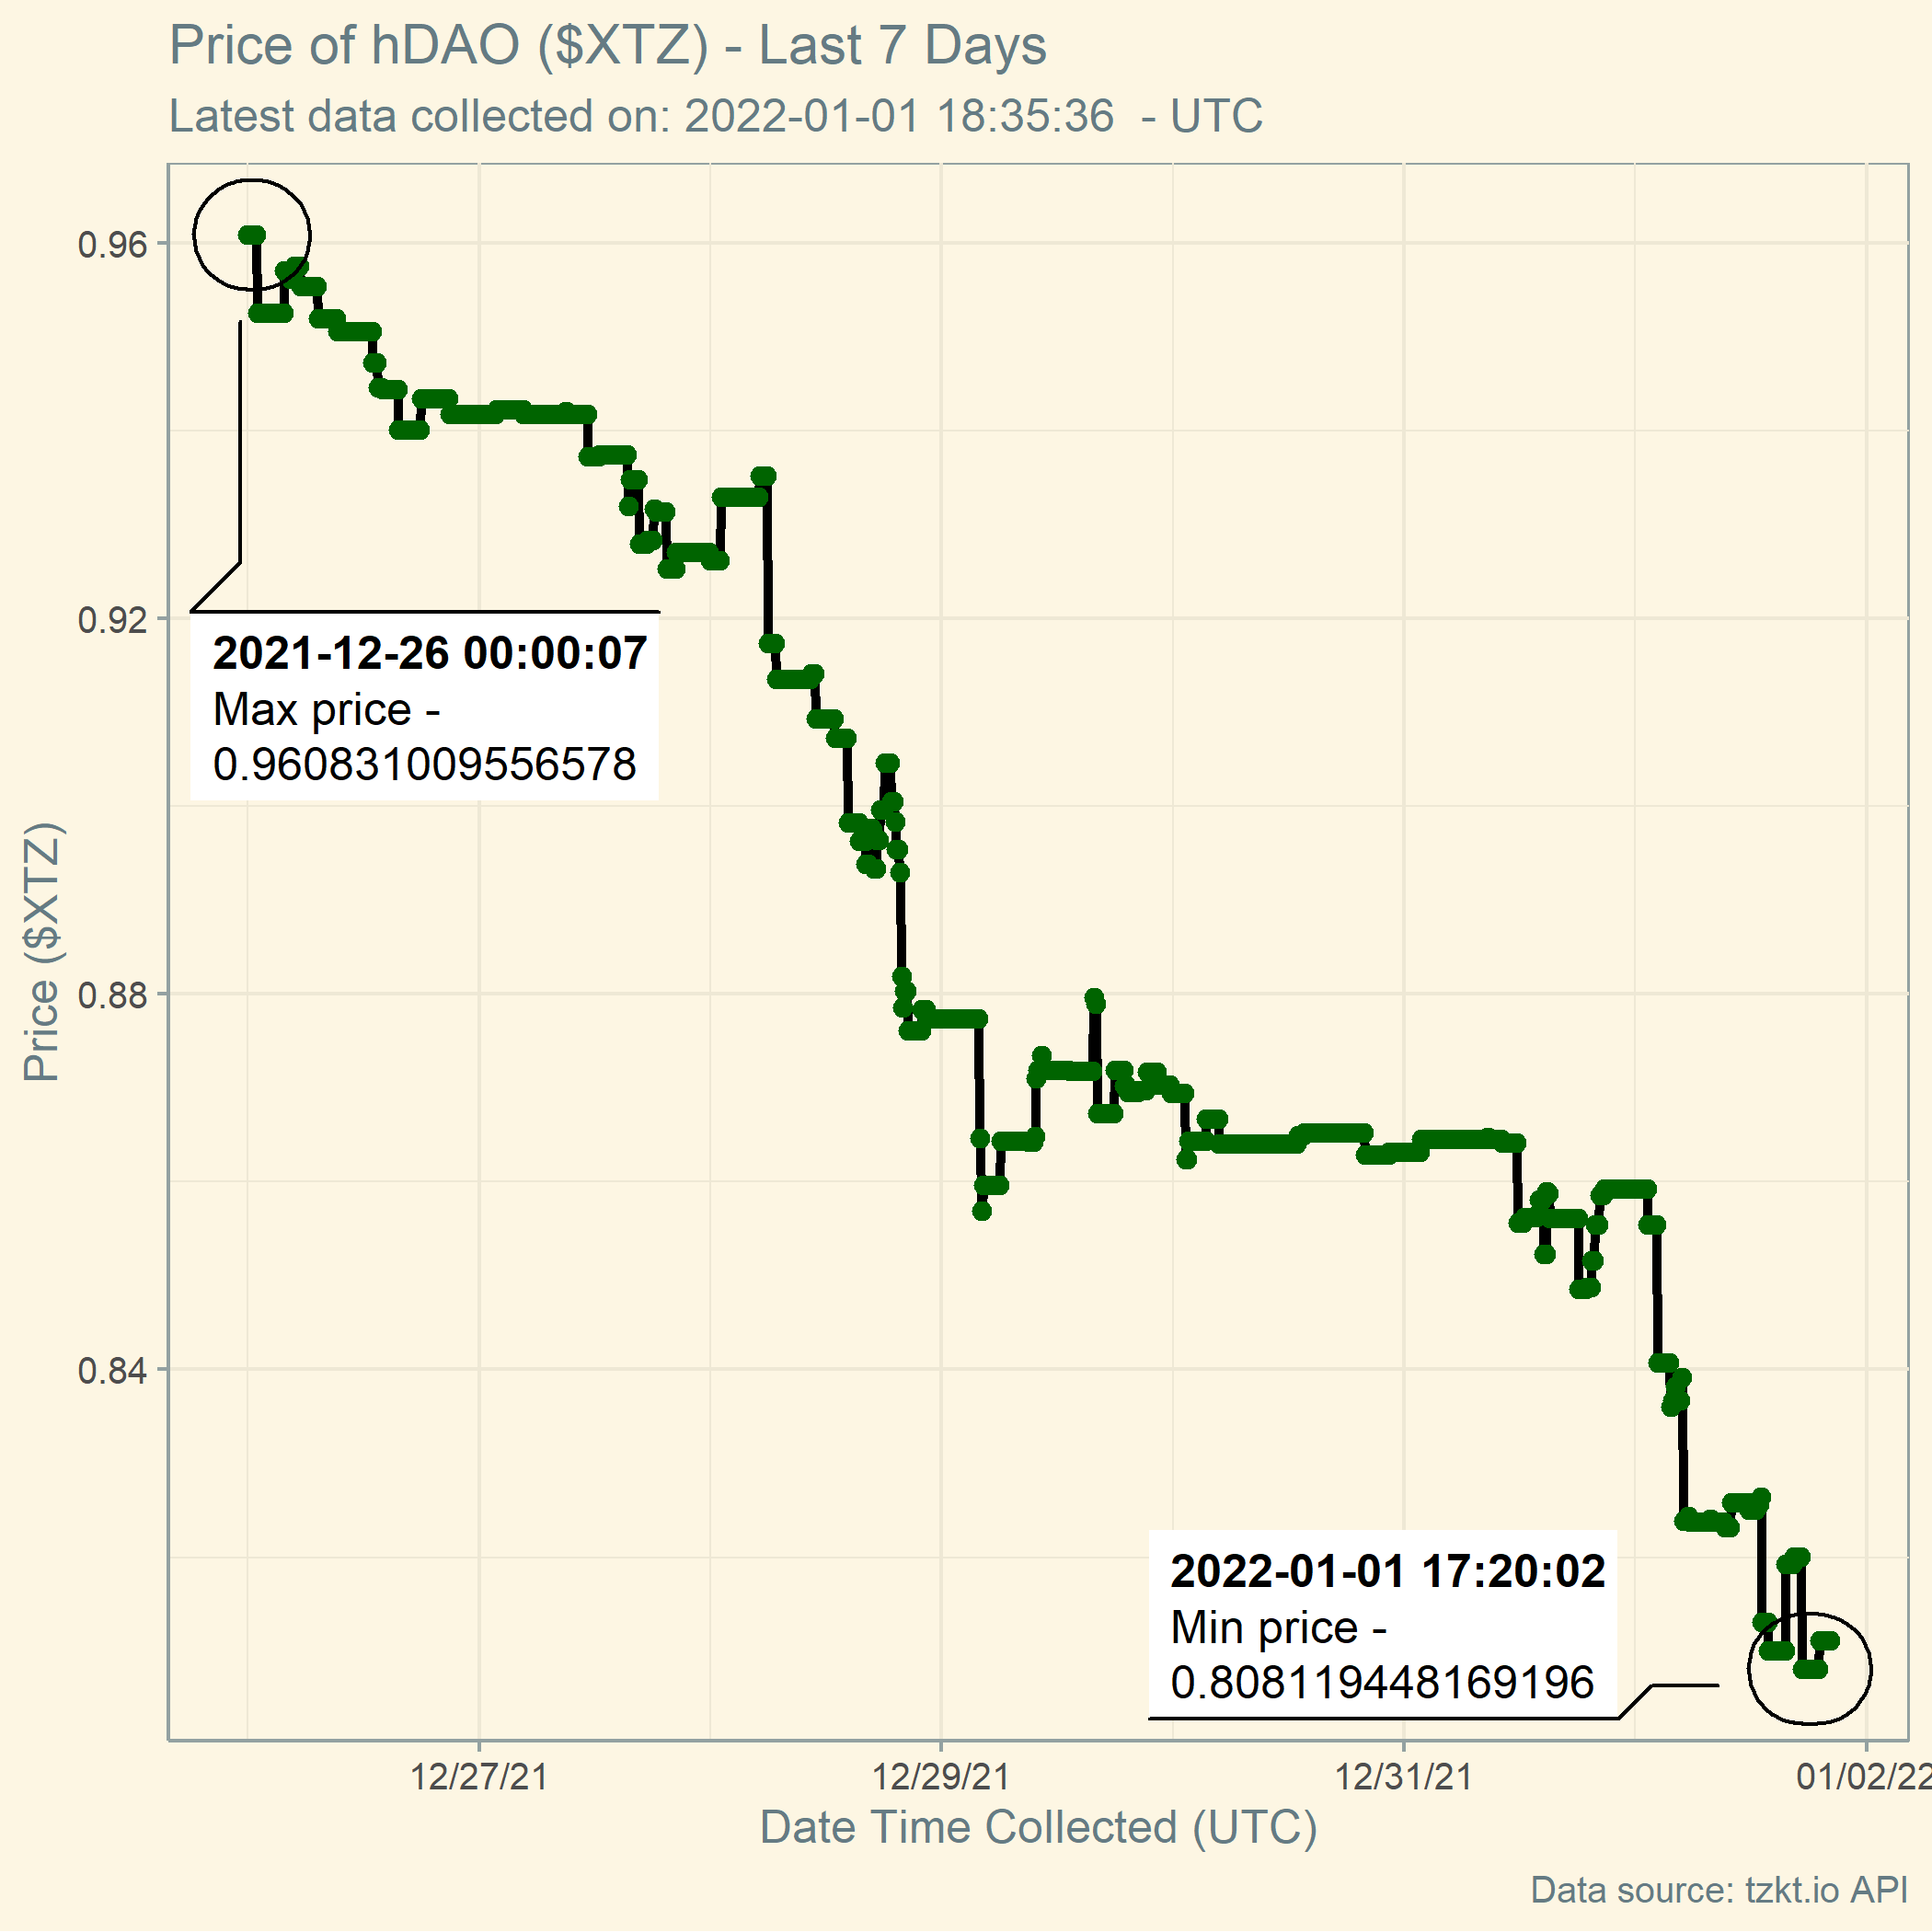 Price of hDAO ($XTZ) - Last 7 Days
Latest data collected on: 2022-01-01 18:35:36  - UTC
Price ($XTZ)
0.96
0.92
0.88
0.84
2021-12-26 00:00:07
Max price -
0.960831009556578
2022-01-01 17:20:02
Min price -
0.808119448169196
12/27/21
12/29/21
12/31/21
01/02/22
Date Time Collected (UTC)
Data source: tzkt.io API